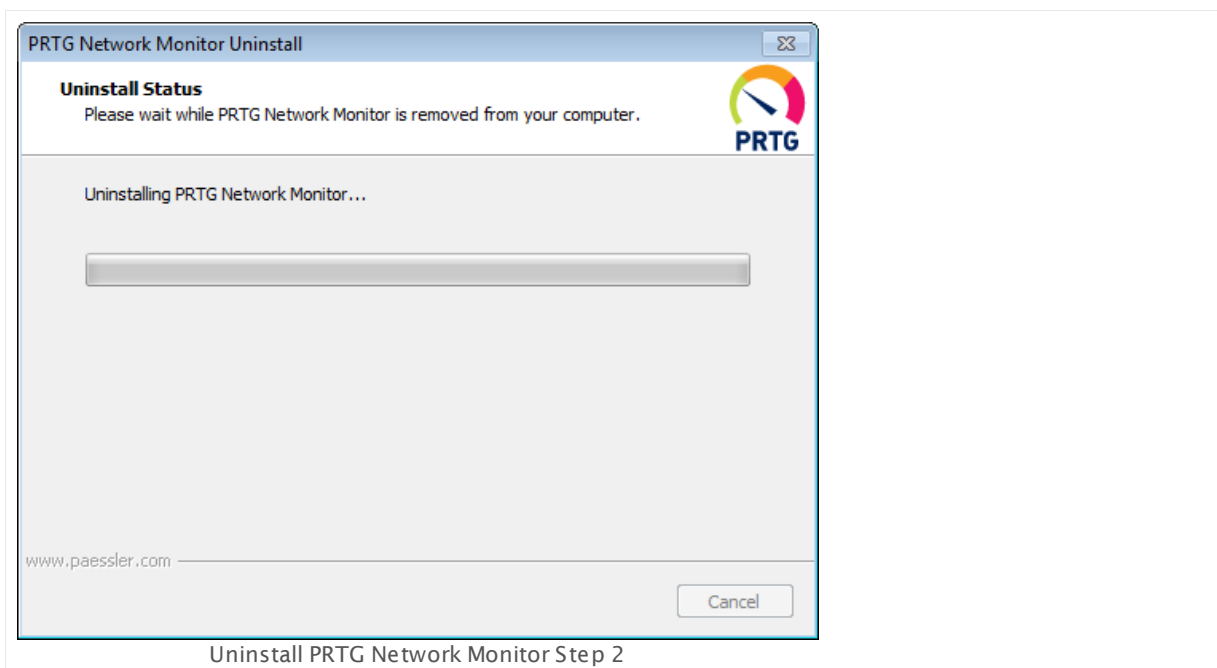 PRTG Network Monitor Uninstall
Uninstall Status
Please wait while PRTG Network Monitor is removed from your computer.
PRTG
Uninstalling PRTG Network Monitor...
www.paessler.com
Cancel
Uninstall PRTG Network Monitor Step 2